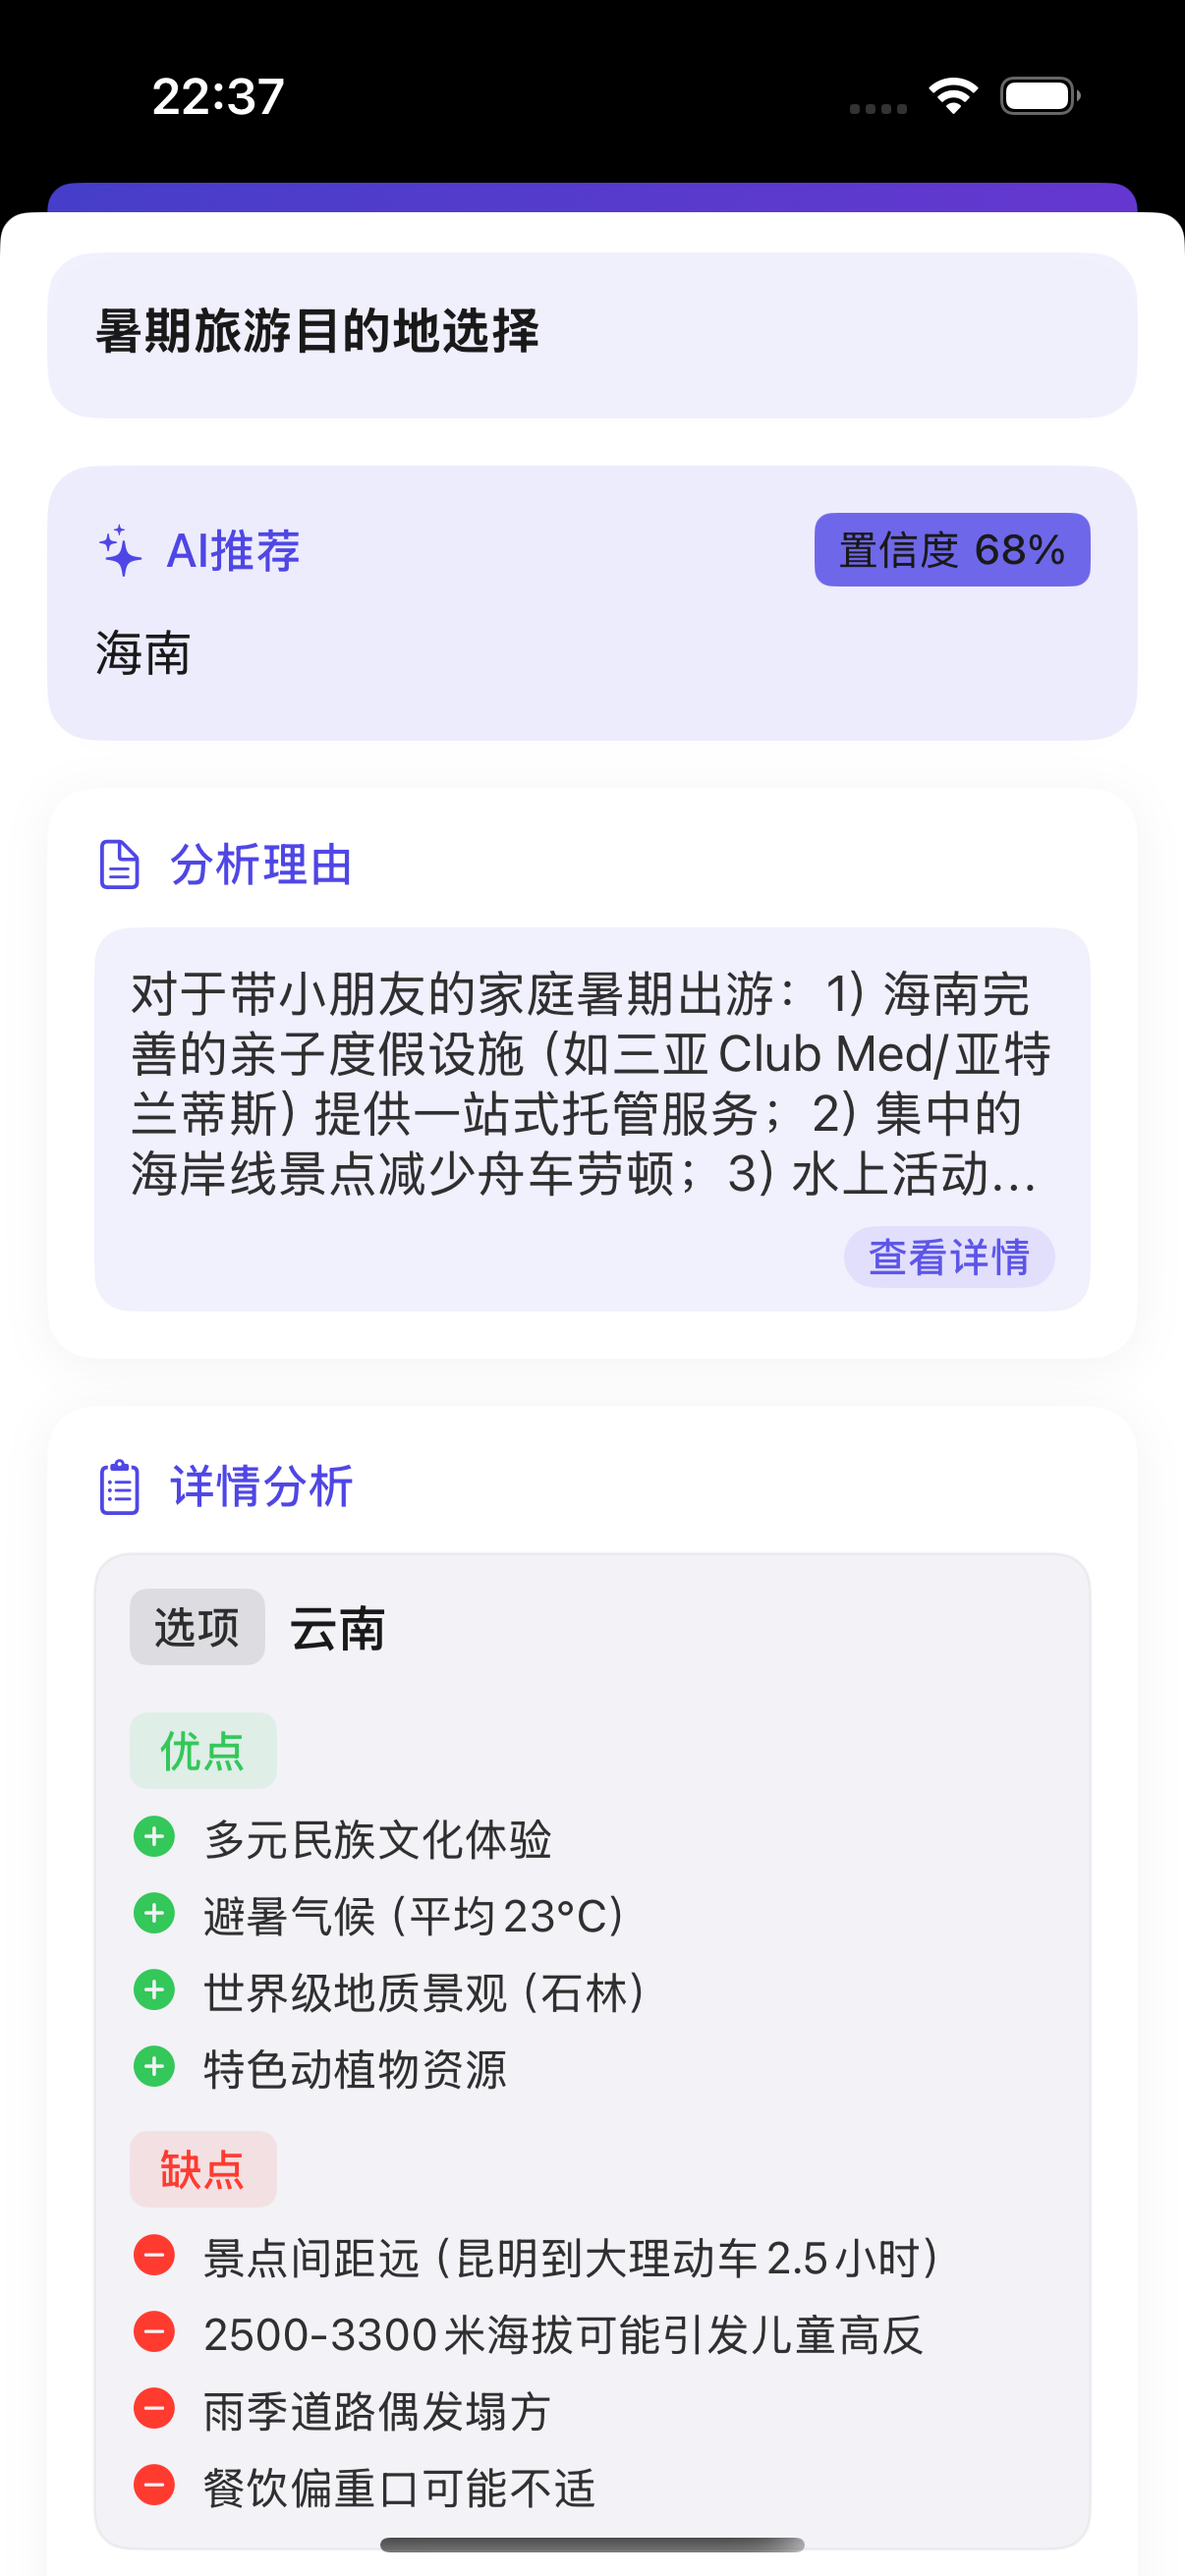 22:37
暑期旅游目的地选择
AI推荐
置信度 68%
海南
分析理由
对于带小朋友的家庭暑期出游：1）海南完
善的亲子度假设施（如三亚Club Med/亚特
兰蒂斯）提供一站式托管服务；2）集中的
海岸线景点减少舟车劳顿；3）水上活动…
查看详情
详情分析
选项 云南
优点
多元民族文化体验
避暑气候（平均23°C）
世界级地质景观（石林）
特色动植物资源
缺点
景点间距远（昆明到大理动车2.5小时）
2500-3300米海拔可能引发儿童高反
雨季道路偶发塌方
餐饮偏重口可能不适